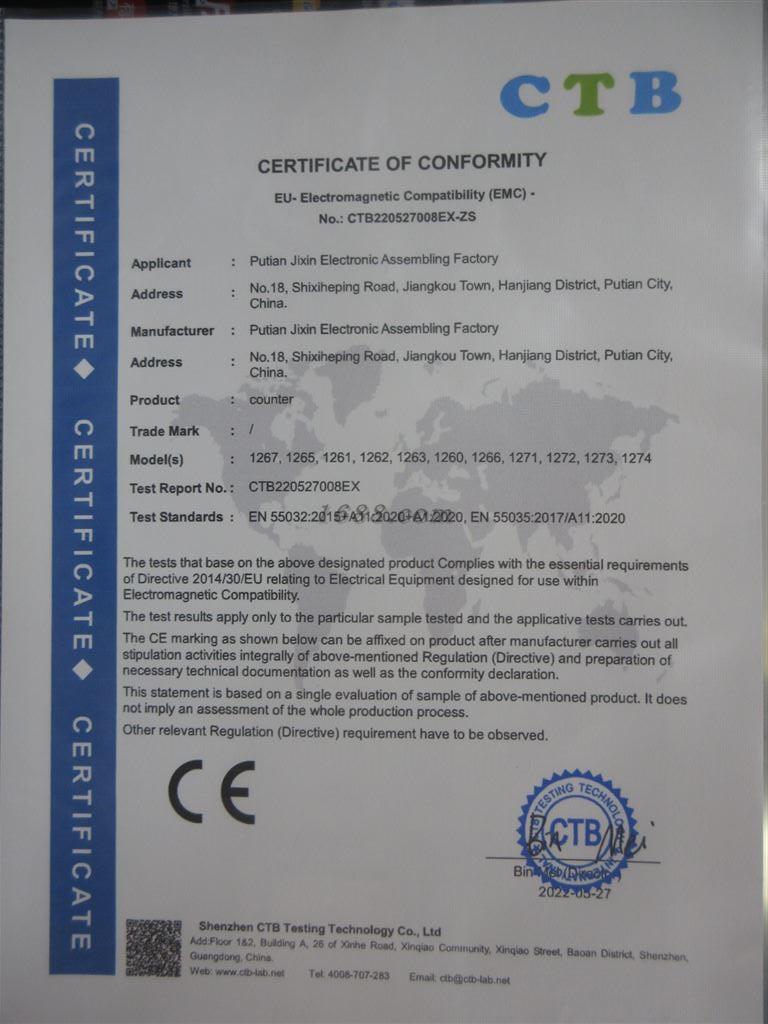 CTB
CERTIFICATE◆ CERTIFICATE◆ CERTIFICATE
CERTIFICATE OF CONFORMITY
EU- Electromagnetic Compatibility (EMC) -
No.: CTB220527008EX-ZS
Applicant : Putian Jixin Electronic Assembling Factory
Address : No.18, Shixiheping Road, Jiangkou Town, Hanjiang District, Putian City,
China.
Manufacturer : Putian Jixin Electronic Assembling Factory
Address : No.18, Shixiheping Road, Jiangkou Town, Hanjiang District, Putian City,
China.
Product : counter
Trade Mark : /
Model(s) : 1267, 1265, 1261, 1262, 1263, 1260, 1266, 1271, 1272, 1273, 1274
Test Report No. : CTB220527008EX
Test Standards : EN 55032:2015+A11:2020+A1:2020, EN 55035:2017/A11:2020
1688.com
The tests that base on the above designated product Complies with the essential requirements
of Directive 2014/30/EU relating to Electrical Equipment designed for use within
Electromagnetic Compatibility.
The test results apply only to the particular sample tested and the applicative tests carries out.
The CE marking as shown below can be affixed on product after manufacturer carries out all
stipulation activities integrally of above-mentioned Regulation (Directive) and preparation of
necessary technical documentation as well as the conformity declaration.
This statement is based on a single evaluation of sample of above-mentioned product. It does
not imply an assessment of the whole production process.
Other relevant Regulation (Directive) requirement have to be observed.
CE
TESTING TECHNOLO
CTB
Bin Mei
(Director)
2022-05-27
Shenzhen CTB Testing Technology Co., Ltd
Add:Floor 1&2, Building A, 26 of Xinhe Road, Xinqiao Community, Xinqiao Street, Baoan District, Shenzhen,
Guangdong, China.
Web: www.ctb-lab.net Tel: 4008-707-283 Email: ctb@ctb-lab.net